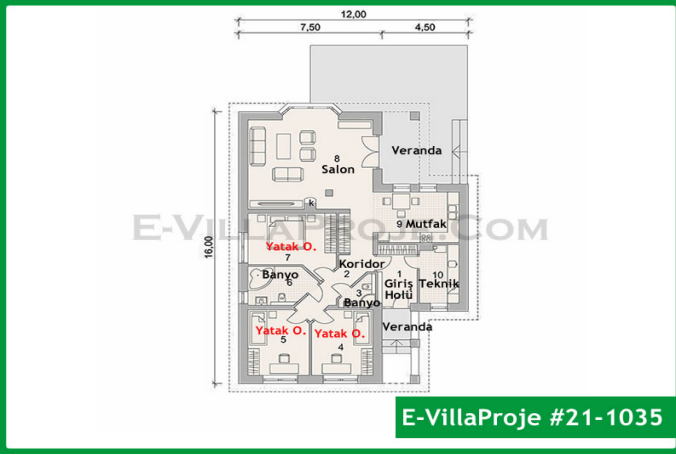 12,00
7,50 4,50
16,00
Veranda
8
Salon
k
9 Mutfak
E-VillaProje.Com
Yatak O.
7
Koridor
2
1
Giriş
Holü
10
Teknik
Banyo
6
3
Banyo
Veranda
Yatak O.
5
Yatak O.
4
E-VillaProje #21-1035